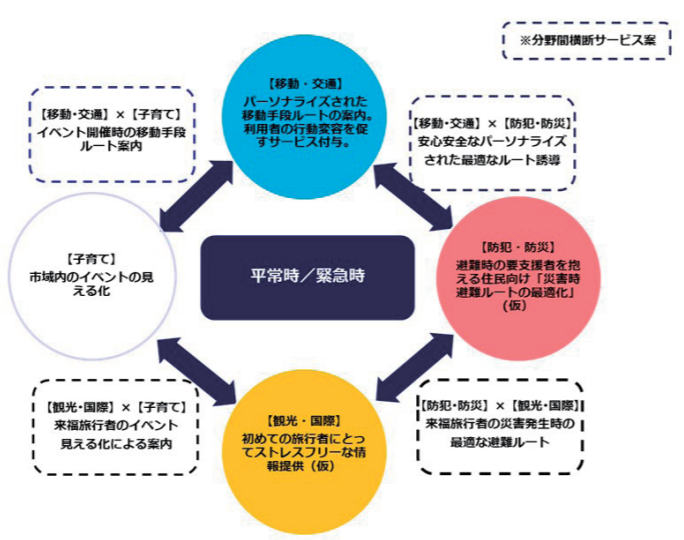 ※分野間横断サービス案
【移動・交通】
パーソナライズされた
移動手段ルートの案内。
利用者の行動変容を促
すサービス付与。
【移動・交通】×【子育て】
イベント開催時の移動手段
ルート案内
【移動・交通】×【防犯・防災】
安心安全なパーソナライズ
された最適なルート誘導
【子育て】
市域内のイベントの見
える化
平常時／緊急時
【防犯・防災】
避難時の要支援者を抱
える住民向け「災害時
避難ルートの最適化」
（仮）
【観光・国際】×【子育て】
来福旅行者のイベント
見える化による案内
【観光・国際】
初めての旅行者にとっ
てストレスフリーな情
報提供（仮）
【防犯・防災】×【観光・国際】
来福旅行者の災害発生時の
最適な避難ルート